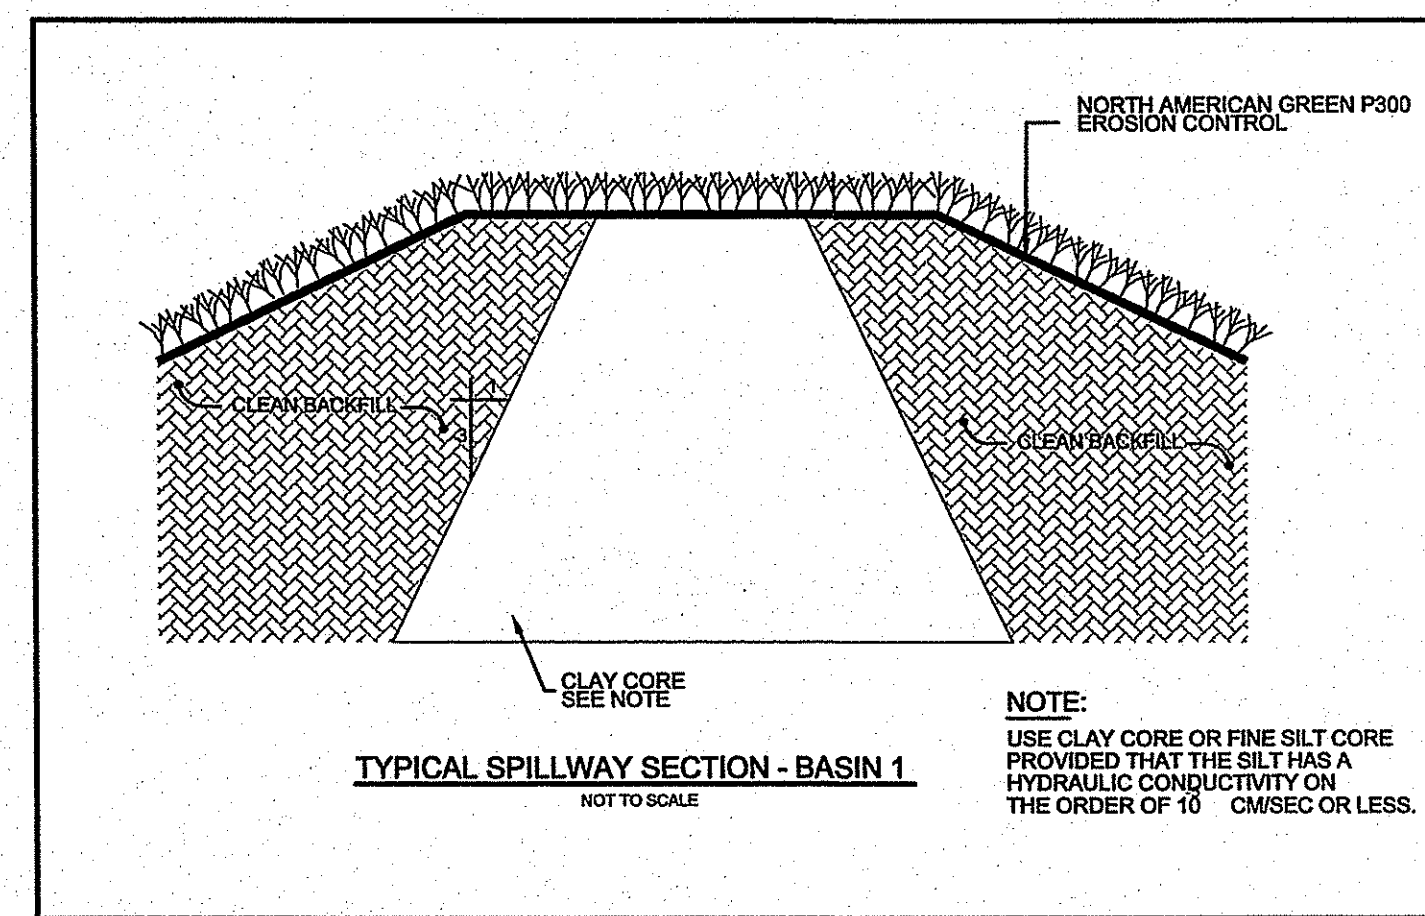 NORTH AMERICAN GREEN P300
EROSION CONTROL
1
CLEAN BACKFILL
3
CLEAN BACKFILL
CLAY CORE
SEE NOTE
TYPICAL SPILLWAY SECTION - BASIN 1
NOT TO SCALE
NOTE:
USE CLAY CORE OR FINE SILT CORE
PROVIDED THAT THE SILT HAS A
HYDRAULIC CONDUCTIVITY ON
THE ORDER OF 10 CM/SEC OR LESS.